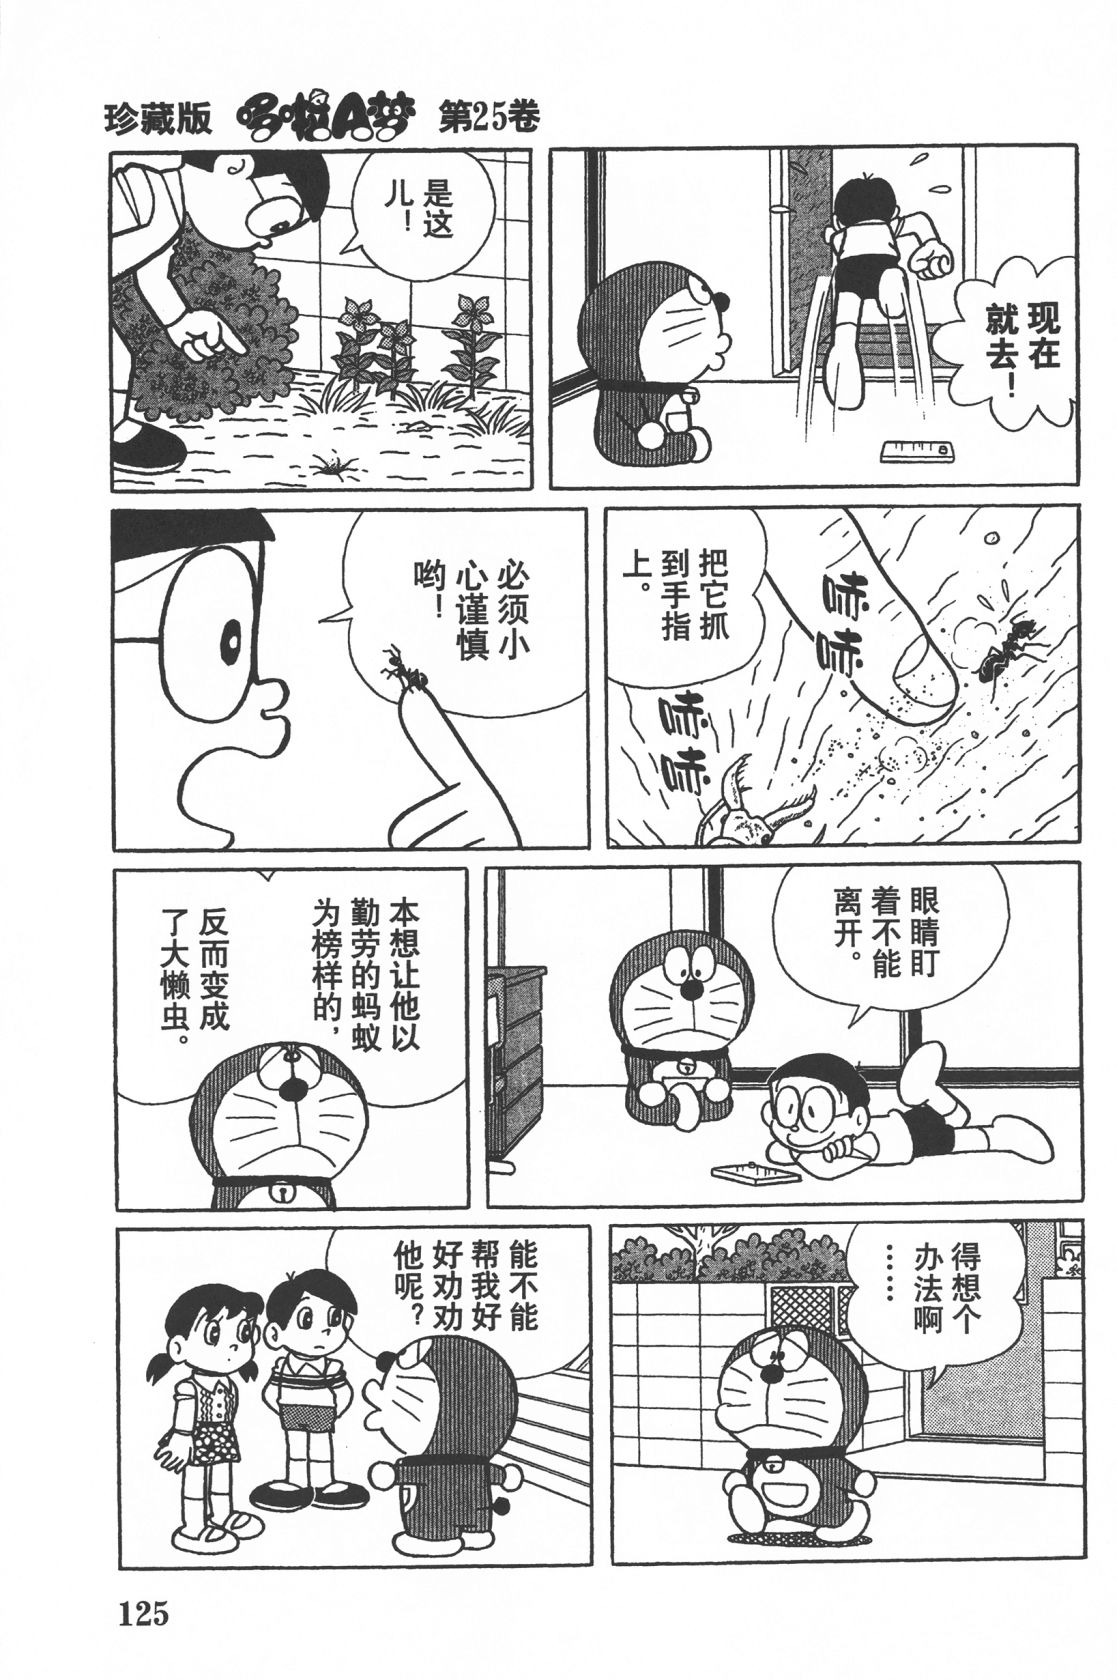 珍藏版 哆啦A梦 第25卷
现在
就去！
是这
儿！
把它抓
到手指
上。
咔咔
咔咔
必须小
心谨慎
哟！
眼睛盯
着不能
离开。
本想让他以
勤劳的蚂蚁
为榜样的，
反而变成
了大懒虫。
得想个
办法啊
……
能不能
帮我好
好劝劝
他呢？
125